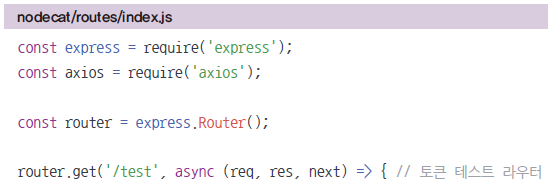 nodecat/routes/index.js
const express = require('express');
const axios = require('axios');
const router = express.Router();
router.get('/test', async (req, res, next) => { // 토큰 테스트 라우터